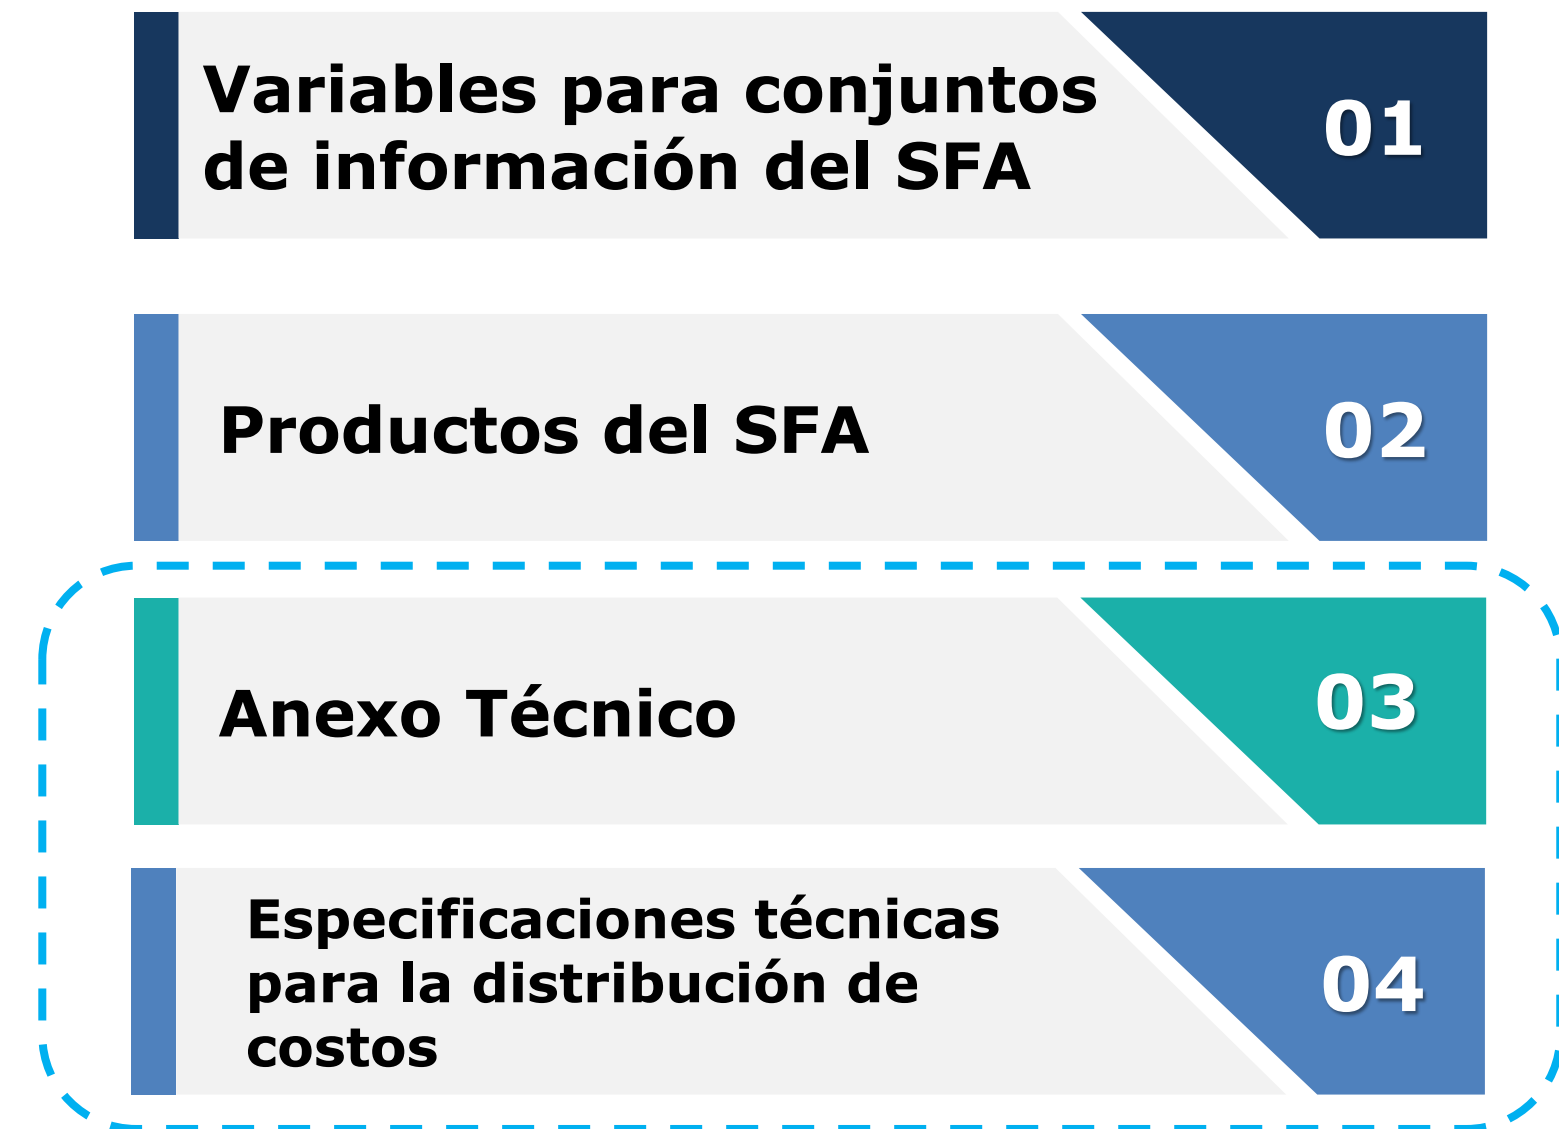 Variables para conjuntos
de información del SFA
01
Productos del SFA
02
Anexo Técnico
03
Especificaciones técnicas
para la distribución de
costos
04